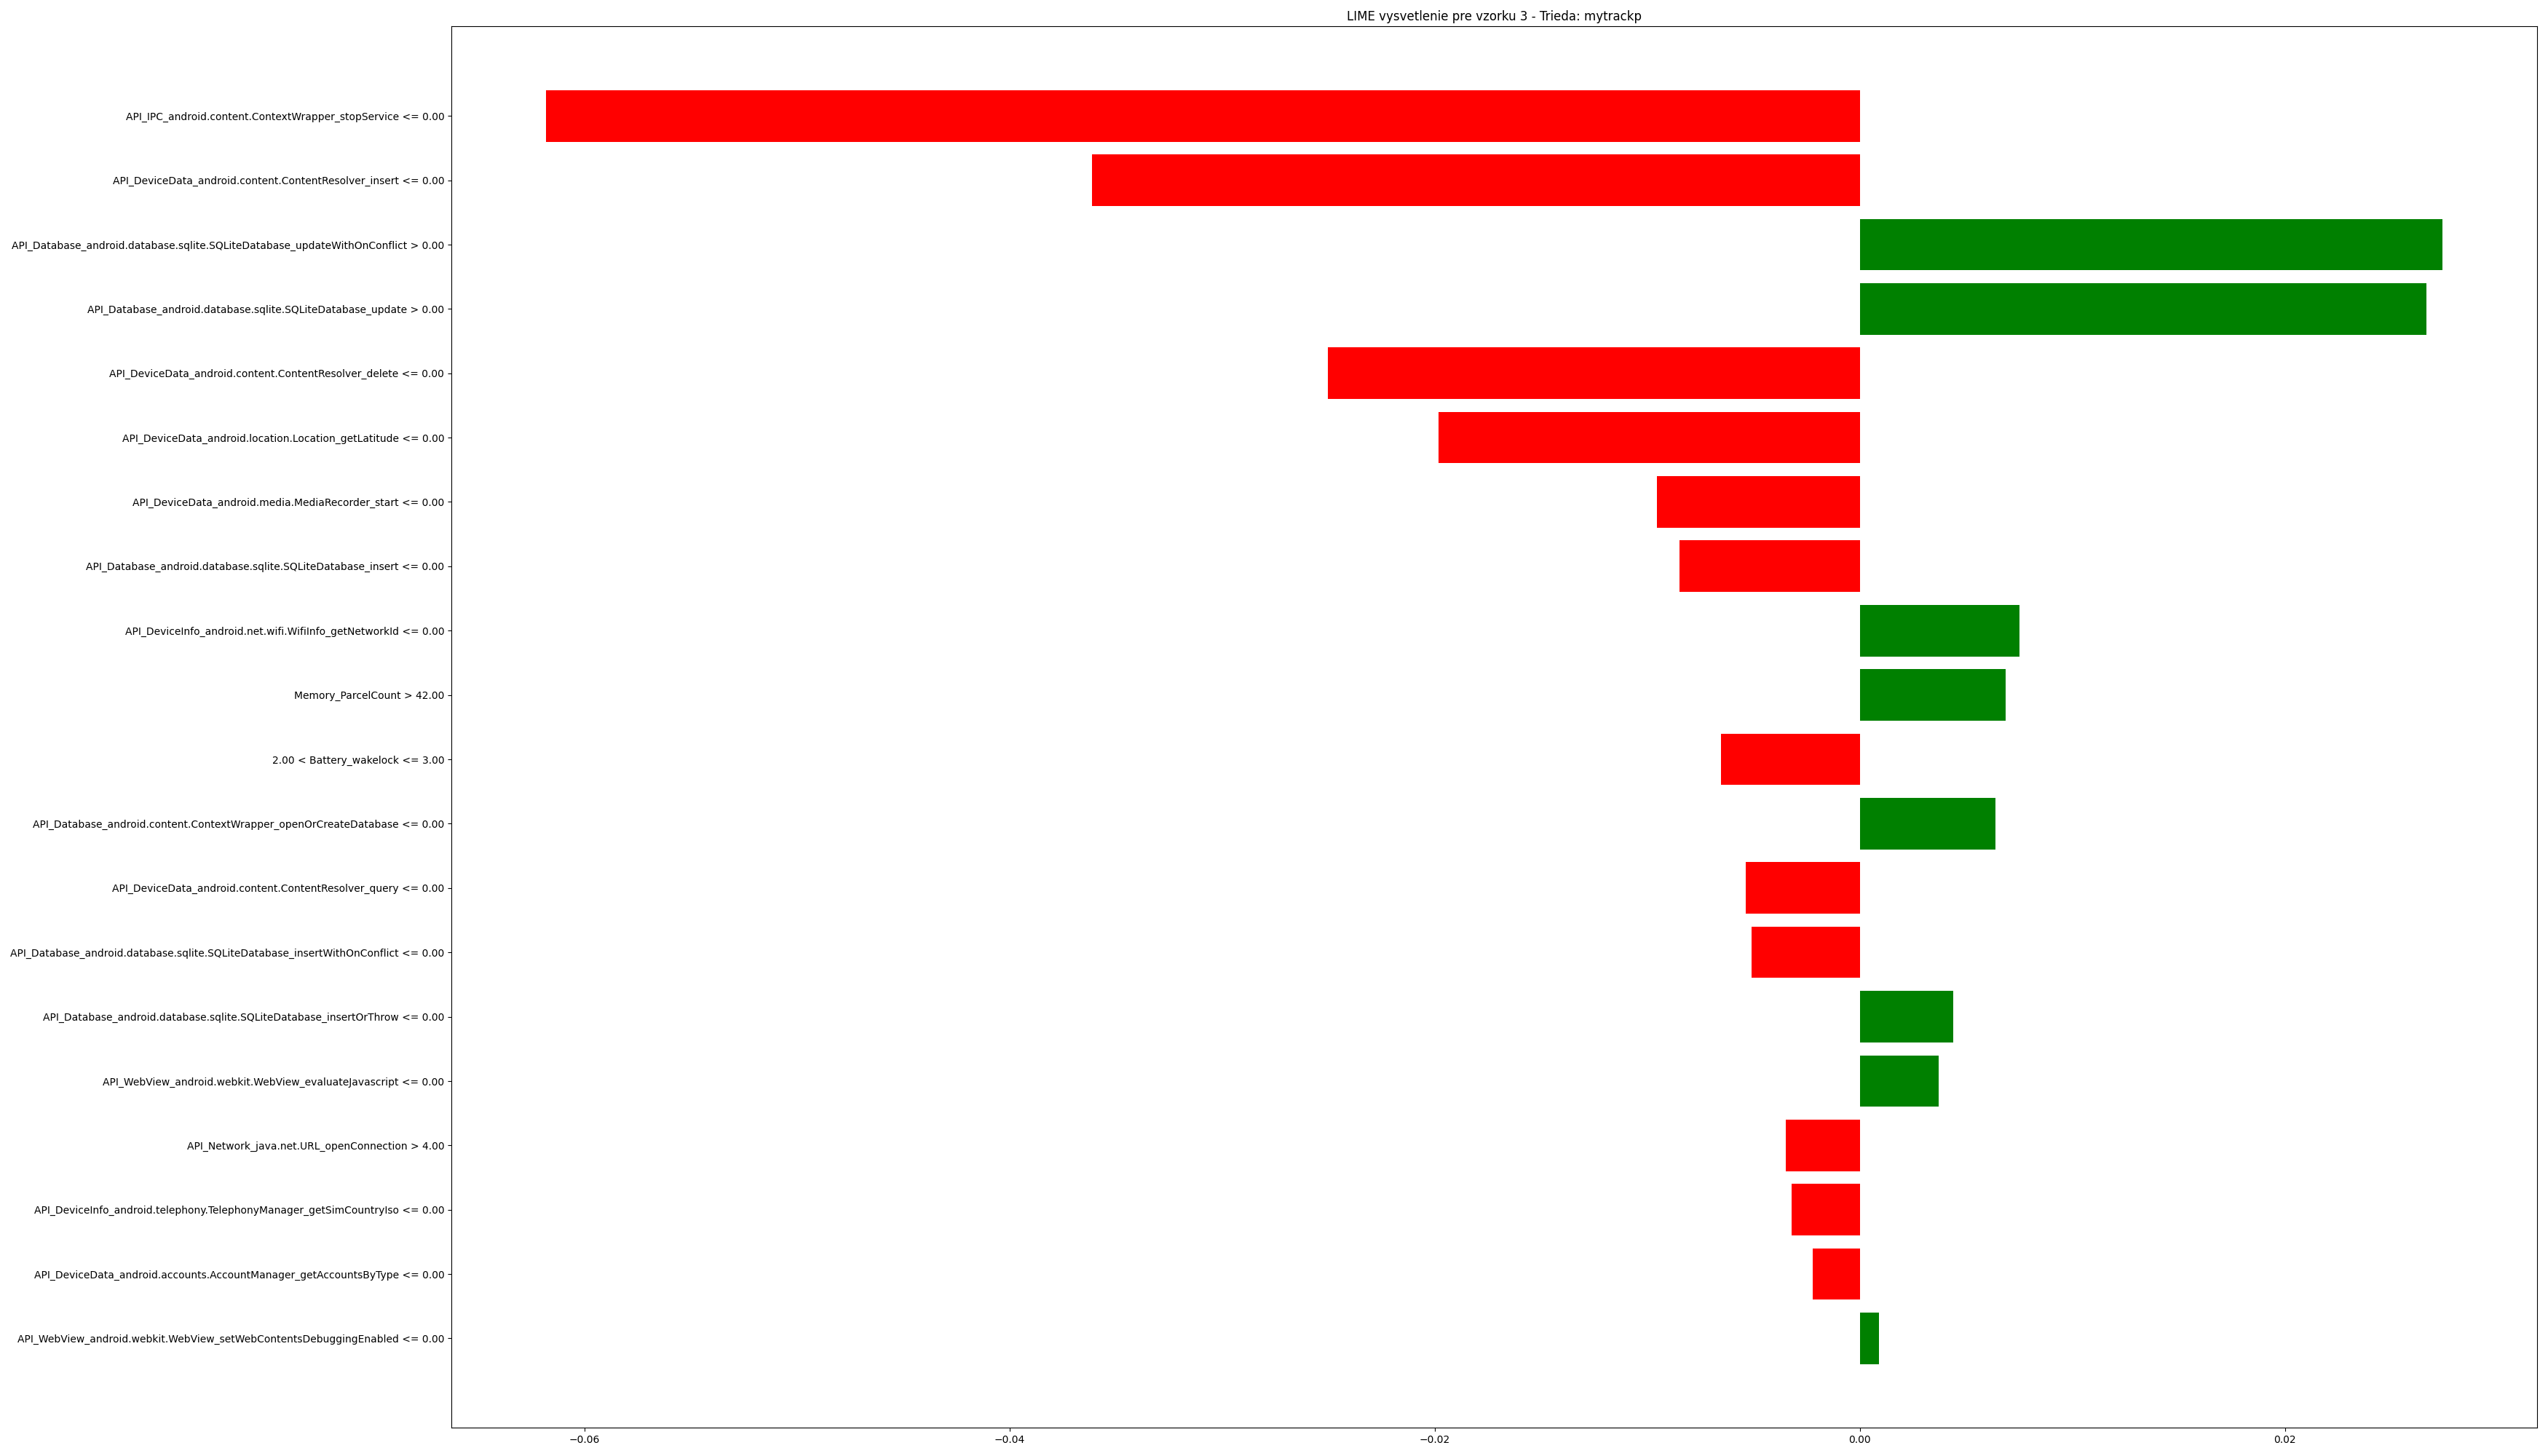 LIME vysvetlenie pre vzorku 3 - Trieda: mytrackp
API_IPC_android.content.ContextWrapper_stopService <= 0.00
API_DeviceData_android.content.ContentResolver_insert <= 0.00
API_Database_android.database.sqlite.SQLiteDatabase_updateWithOnConflict > 0.00
API_Database_android.database.sqlite.SQLiteDatabase_update > 0.00
API_DeviceData_android.content.ContentResolver_delete <= 0.00
API_DeviceData_android.location.Location_getLatitude <= 0.00
API_DeviceData_android.media.MediaRecorder_start <= 0.00
API_Database_android.database.sqlite.SQLiteDatabase_insert <= 0.00
API_DeviceInfo_android.net.wifi.WifiInfo_getNetworkId <= 0.00
Memory_ParcelCount > 42.00
2.00 < Battery_wakelock <= 3.00
API_Database_android.content.ContextWrapper_openOrCreateDatabase <= 0.00
API_DeviceData_android.content.ContentResolver_query <= 0.00
API_Database_android.database.sqlite.SQLiteDatabase_insertWithOnConflict <= 0.00
API_Database_android.database.sqlite.SQLiteDatabase_insertOrThrow <= 0.00
API_WebView_android.webkit.WebView_evaluateJavascript <= 0.00
API_Network_java.net.URL_openConnection > 4.00
API_DeviceInfo_android.telephony.TelephonyManager_getSimCountryIso <= 0.00
API_DeviceData_android.accounts.AccountManager_getAccountsByType <= 0.00
API_WebView_android.webkit.WebView_setWebContentsDebuggingEnabled <= 0.00
−0.06 −0.04 −0.02 0.00 0.02